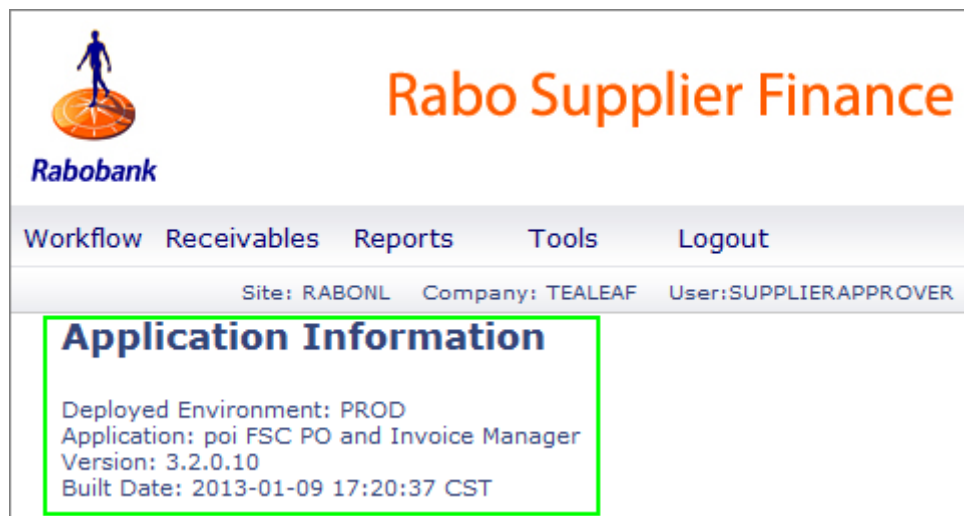 Rabobank
Rabo Supplier Finance
Workflow Receivables Reports Tools Logout
Site: RABONL Company: TEALEAF User:SUPPLIERAPPROVER
Application Information
Deployed Environment: PROD
Application: poi FSC PO and Invoice Manager
Version: 3.2.0.10
Built Date: 2013-01-09 17:20:37 CST